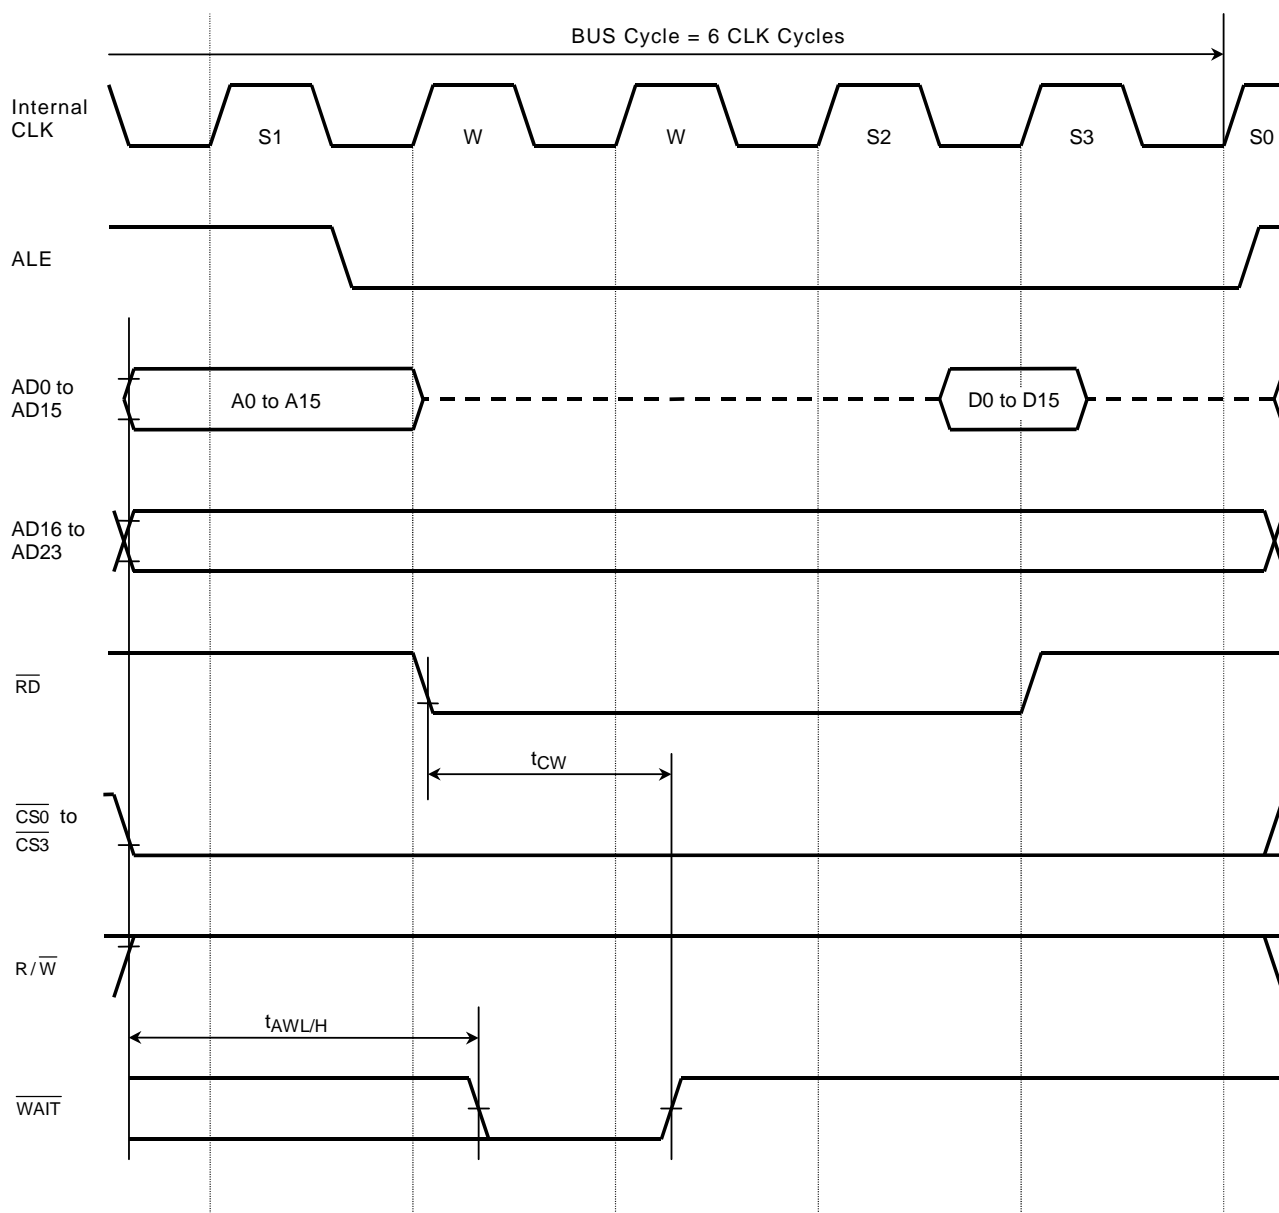 BUS Cycle = 6 CLK Cycles
Internal
CLK
S1
W
W
S2
S3
S0
ALE
AD0 to
AD15
A0 to A15
D0 to D15
AD16 to
AD23
RD
tCW
CS0 to
CS3
R/W
tAWL/H
WAIT